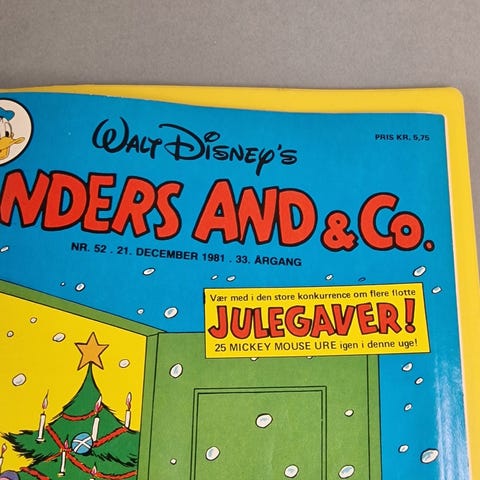 WALT DISNEY'S
PRIS KR. 5,75
NDERS AND & CO.
NR. 52 . 21. DECEMBER 1981 . 33. ÅRGANG
Vær med i den store konkurrence om flere flotte
JULEGAVER!
25 MICKEY MOUSE URE igen i denne uge!